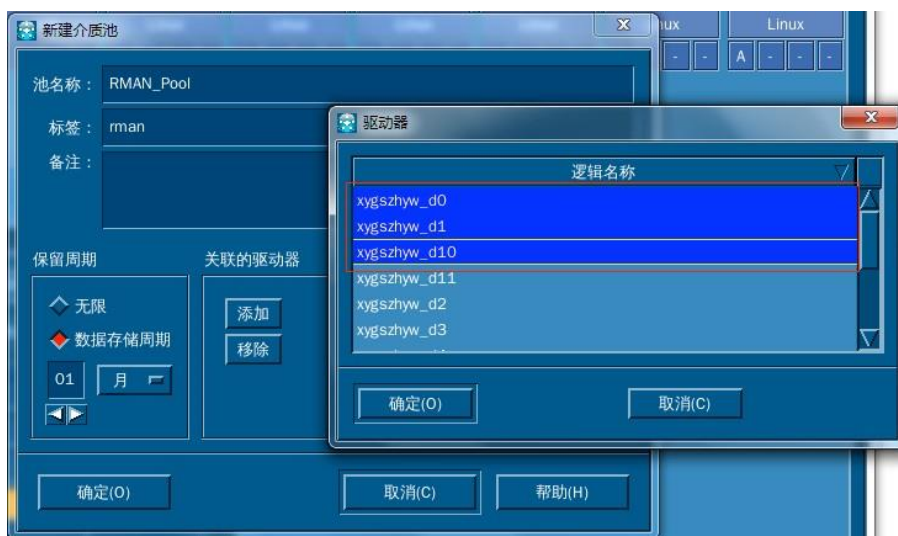 新建介质池
ux
Linux
- - A - - -
池名称： RMAN_Pool
标签： rman
备注：
驱动器
逻辑名称
xygszhyw_d0
xygszhyw_d1
xygszhyw_d10
xygszhyw_d11
xygszhyw_d2
xygszhyw_d3
保留周期
关联的驱动器
无限
数据存储周期
01 月
添加
移除
确定(O)
取消(C)
确定(O)
取消(C)
帮助(H)